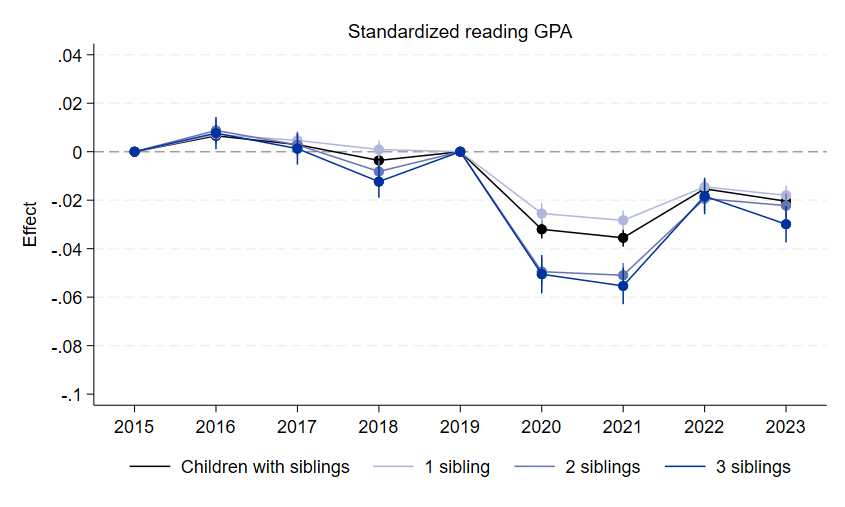 Standardized reading GPA
.04
.02
0
-.02
-.04
-.06
-.08
-.1
Effect
2015 2016 2017 2018 2019 2020 2021 2022 2023
Children with siblings 1 sibling 2 siblings 3 siblings